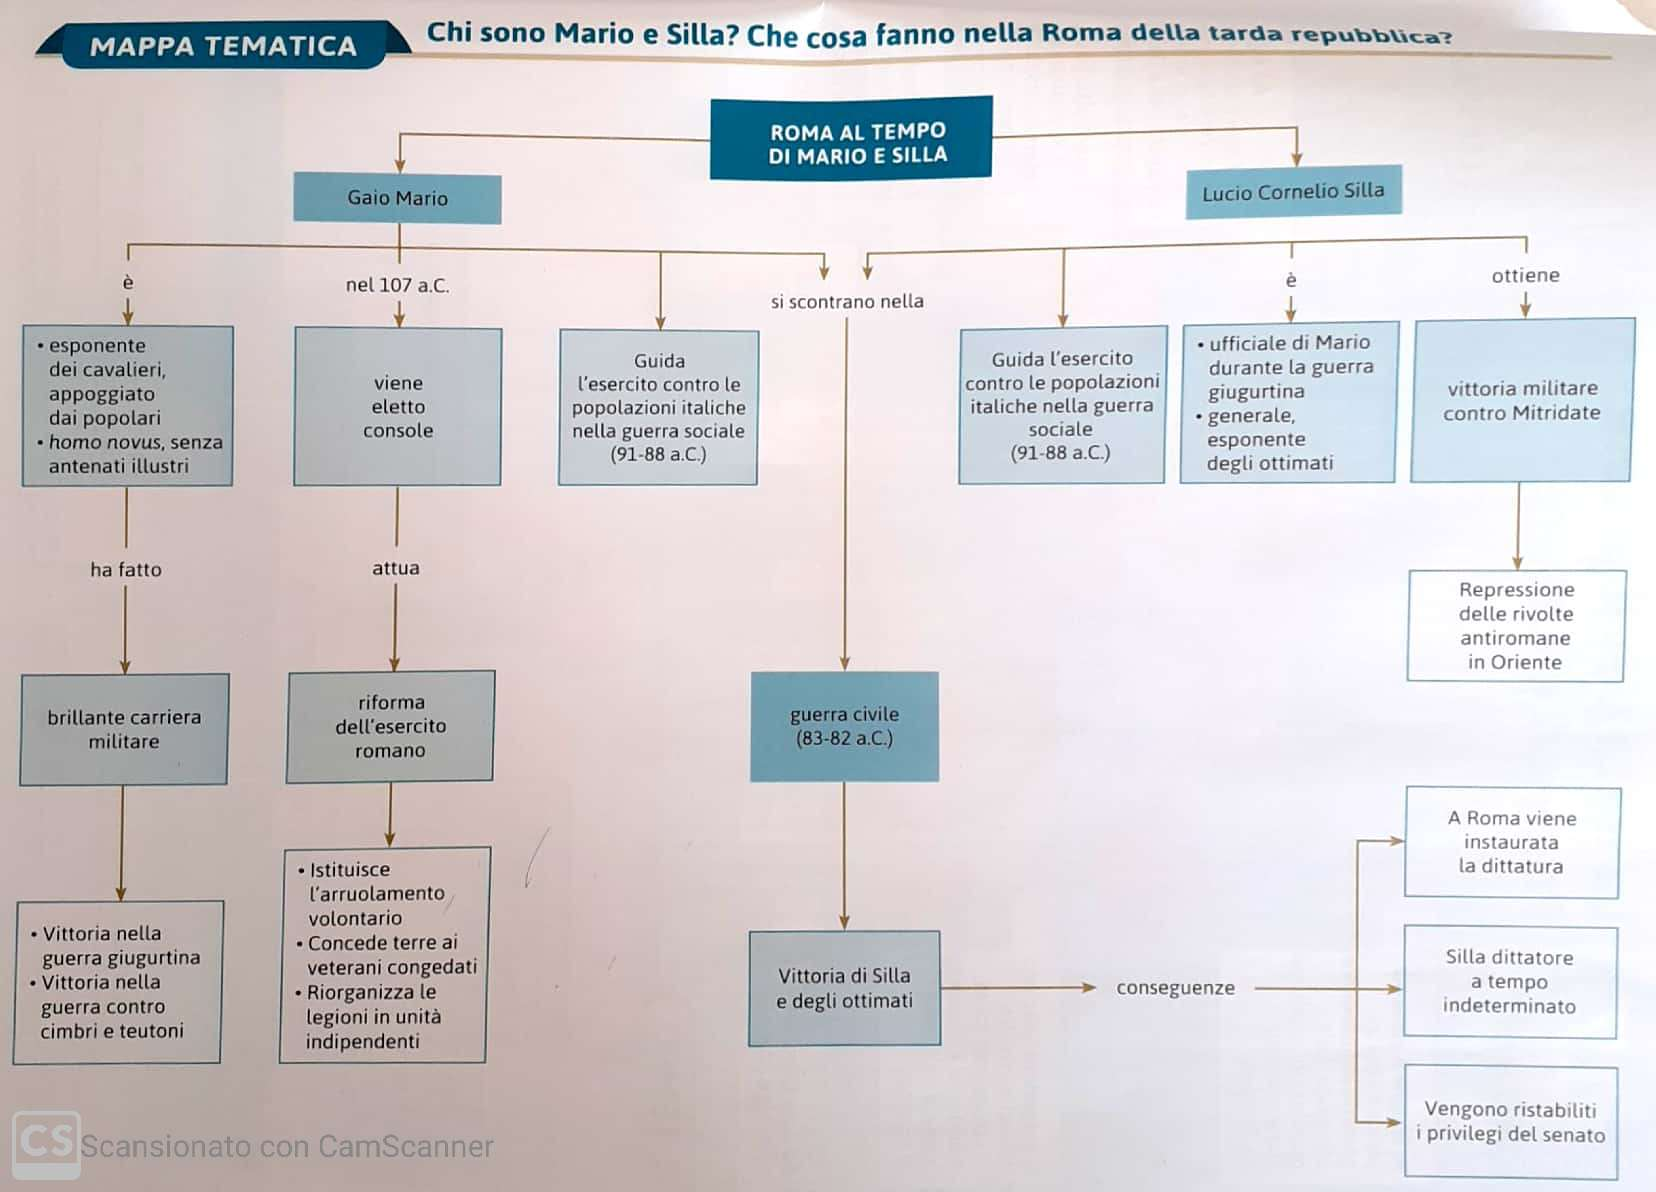 MAPPA TEMATICA
Chi sono Mario e Silla? Che cosa fanno nella Roma della tarda repubblica?
ROMA AL TEMPO
DI MARIO E SILLA
Gaio Mario
Lucio Cornelio Silla
è
nel 107 a.C.
si scontrano nella
è
ottiene
• esponente
dei cavalieri,
appoggiato
dai popolari
• homo novus, senza
antenati illustri
viene
eletto
console
Guida
l'esercito contro le
popolazioni italiche
nella guerra sociale
(91-88 a.C.)
Guida l'esercito
contro le popolazioni
italiche nella guerra
sociale
(91-88 a.C.)
• ufficiale di Mario
durante la guerra
giugurtina
• generale,
esponente
degli ottimati
vittoria militare
contro Mitridate
ha fatto
attua
Repressione
delle rivolte
antiromane
in Oriente
brillante carriera
militare
riforma
dell'esercito
romano
guerra civile
(83-82 a.C.)
• Vittoria nella
guerra giugurtina
• Vittoria nella
guerra contro
cimbri e teutoni
• Istituisce
l'arruolamento
volontario
• Concede terre ai
veterani congedati
• Riorganizza le
legioni in unità
indipendenti
Vittoria di Silla
e degli ottimati
conseguenze
A Roma viene
instaurata
la dittatura
Silla dittatore
a tempo
indeterminato
Vengono ristabiliti
i privilegi del senato
CS Scansionato con CamScanner